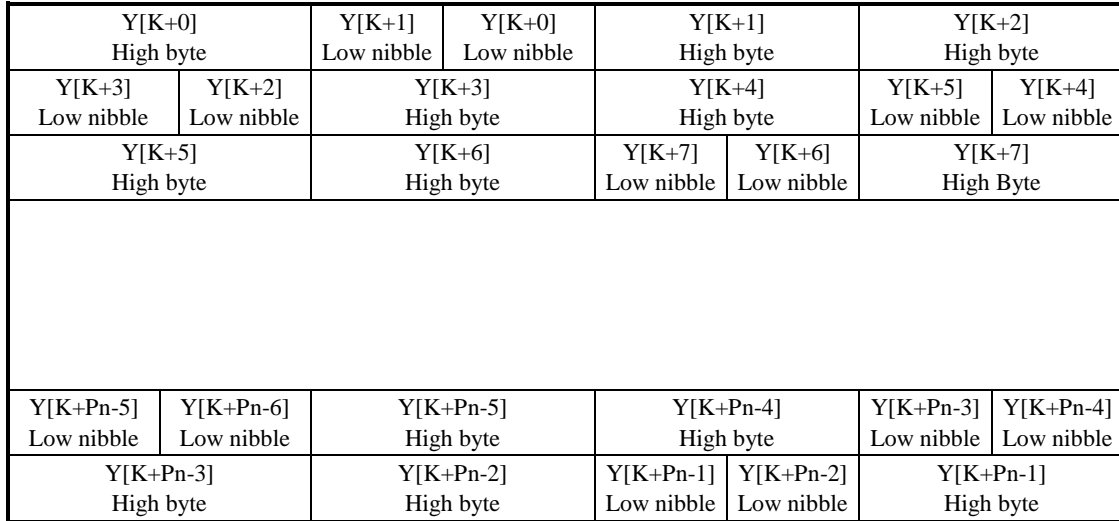 Y[K+0] Y[K+1] Y[K+0] Y[K+1] Y[K+2]
High byte Low nibble Low nibble High byte High byte
Y[K+3] Y[K+2] Y[K+3] Y[K+4] Y[K+5] Y[K+4]
Low nibble Low nibble High byte High byte Low nibble Low nibble
Y[K+5] Y[K+6] Y[K+7] Y[K+6] Y[K+7]
High byte High byte Low nibble Low nibble High Byte
Y[K+Pn-5] Y[K+Pn-6] Y[K+Pn-5] Y[K+Pn-4] Y[K+Pn-3] Y[K+Pn-4]
Low nibble Low nibble High byte High byte Low nibble Low nibble
Y[K+Pn-3] Y[K+Pn-2] Y[K+Pn-1] Y[K+Pn-2] Y[K+Pn-1]
High byte High byte Low nibble Low nibble High byte